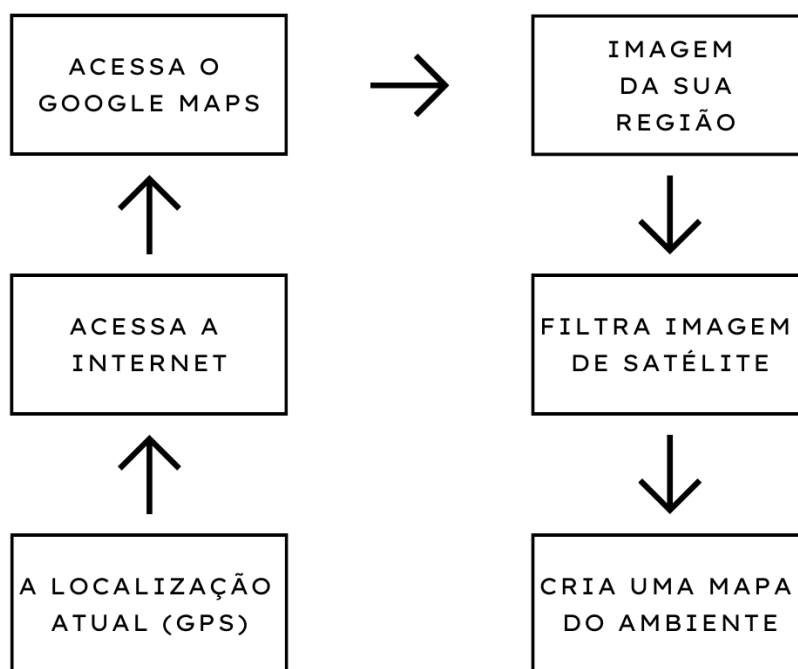 ACESSA O
GOOGLE MAPS
IMAGEM
DA SUA
REGIÃO
ACESSA A
INTERNET
FILTRA IMAGEM
DE SATÉLITE
A LOCALIZAÇÃO
ATUAL (GPS)
CRIA UMA MAPA
DO AMBIENTE